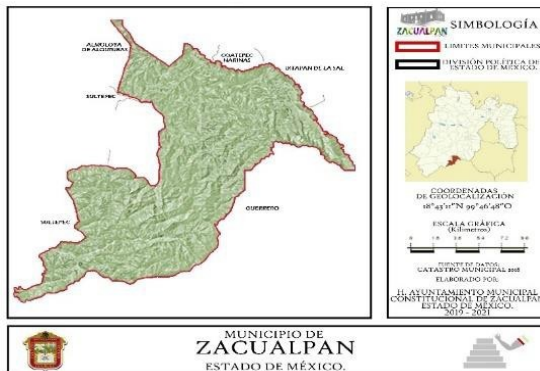 ALMOLOYA
DE ALQUISIRAS
COATEPEC
HARINAS
IXTAPAN DE LA SAL
SULTEPEC
GUERRERO
SULTEPEC
ZACUALPAN
SIMBOLOGÍA
LIMITES MUNICIPALES
DIVISIÓN POLÍTICA DEL
ESTADO DE MÉXICO.
COORDENADAS
DE GEOLOCALIZACIÓN
18°43'11"N 99°46'48"O
ESCALA GRÁFICA
(Kilometros)
FUENTE DE DATOS:
CATASTRO MUNICIPAL 2018
ELABORADO POR:
H. AYUNTAMIENTO MUNICIPAL
CONSTITUCIONAL DE ZACUALPAN
ESTADO DE MÉXICO.
2019 - 2021
MUNICIPIO DE
ZACUALPAN
ESTADO DE MÉXICO.